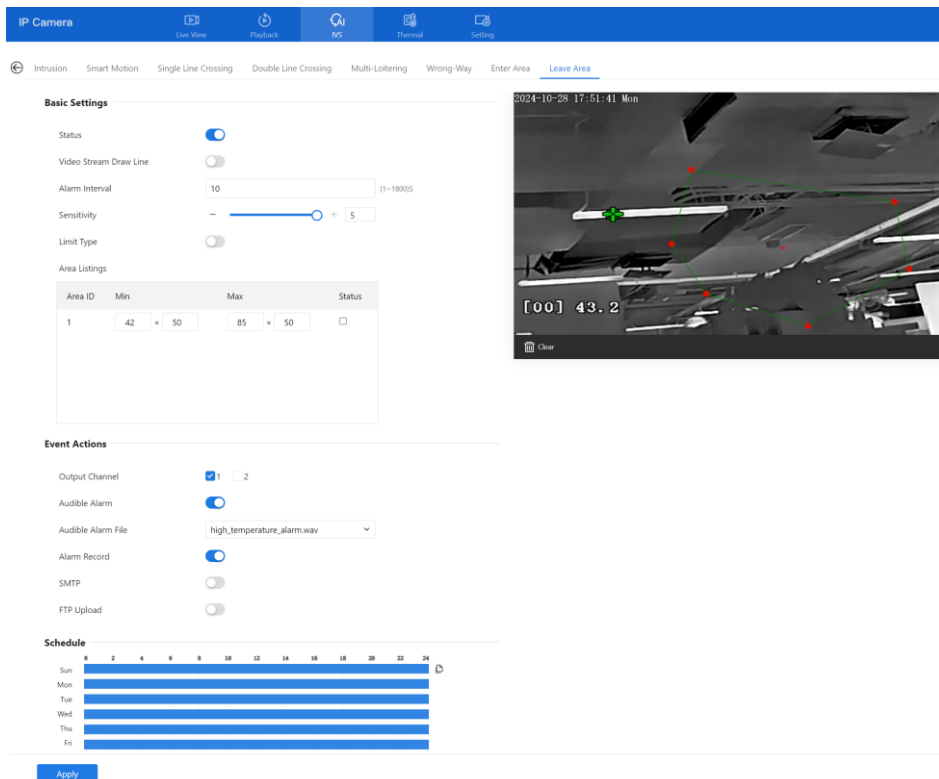 IP Camera
Live View
Playback
AI
IVS
Thermal
Setting
Intrusion Smart Motion Single Line Crossing Double Line Crossing Multi-Loitering Wrong-Way Enter Area Leave Area
Basic Settings
2024-10-28 17:51:41 Mon
Status
Video Stream Draw Line
Alarm Interval 10 (1~1800)S
Sensitivity − + 5
Limit Type
Area Listings
Area ID Min Max Status
1 42 × 50 85 × 50
[00] 43.2
Clear
Event Actions
Output Channel 1 2
Audible Alarm
Audible Alarm File high_temperature_alarm.wav
Alarm Record
SMTP
FTP Upload
Schedule
0 2 4 6 8 10 12 14 16 18 20 22 24
Sun
Mon
Tue
Wed
Thu
Fri
Apply